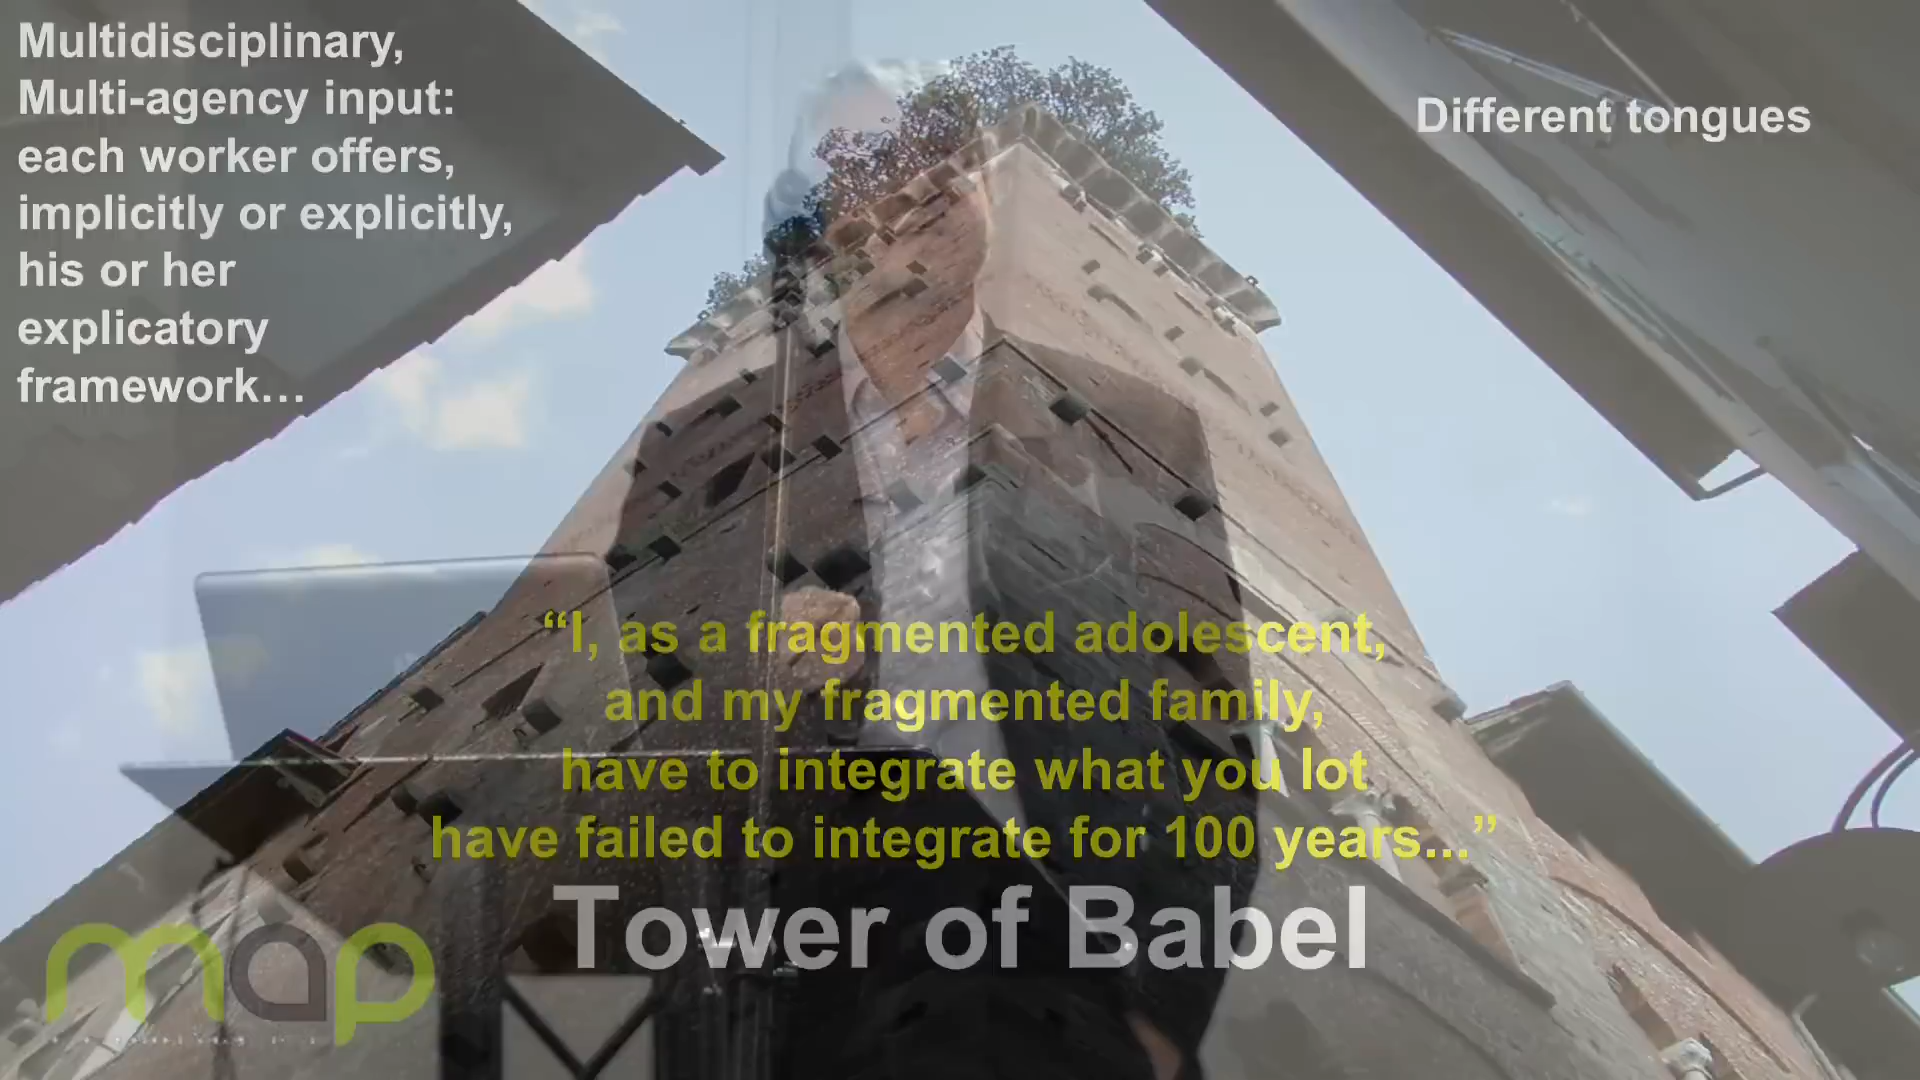 Multidisciplinary,
Multi-agency input:
each worker offers,
implicitly or explicitly,
his or her
explicatory
framework…
Different tongues
“I, as a fragmented adolescent,
and my fragmented family,
have to integrate what you lot
have failed to integrate for 100 years...”
Tower of Babel
map